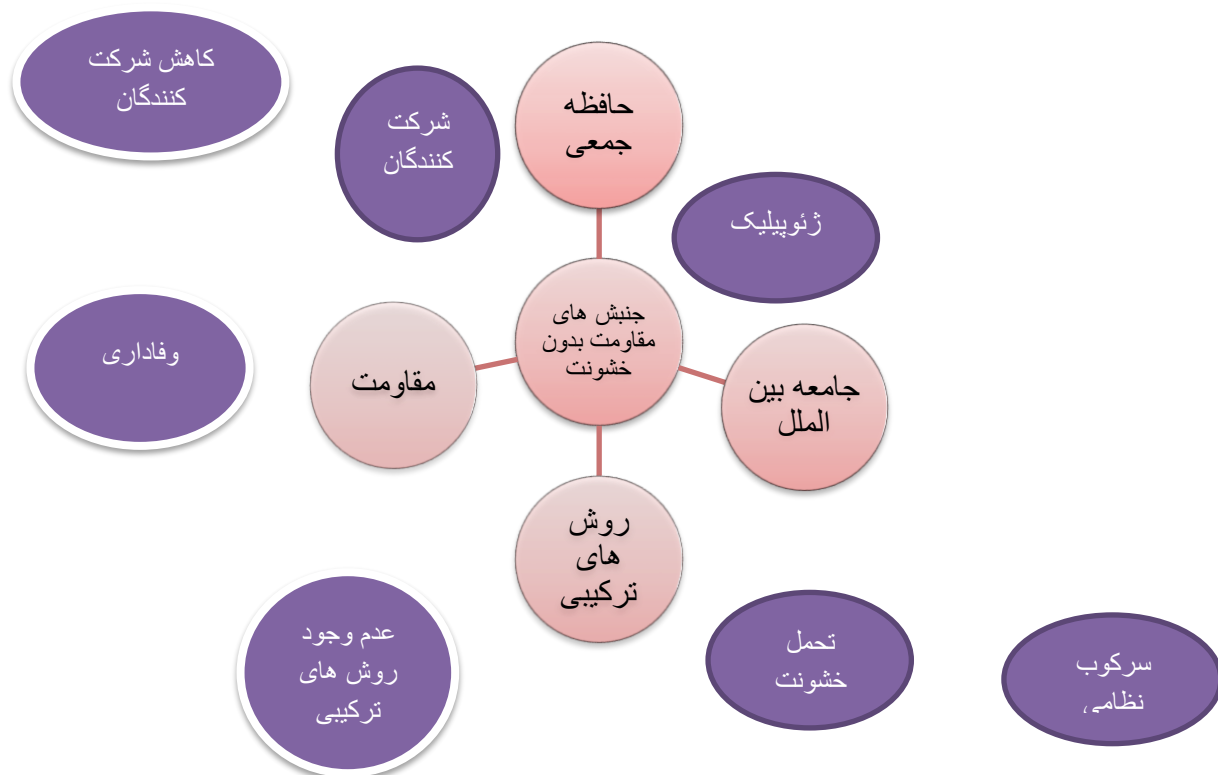 کاهش شرکت
کنندگان
شرکت
کنندگان
حافظه
جمعی
ژئوپیلیک
جنبش های
مقاومت بدون
خشونت
وفاداری
مقاومت
جامعه بین
الملل
روش
های
ترکیبی
عدم وجود
روش های
ترکیبی
تحمل
خشونت
سرکوب
نظامی